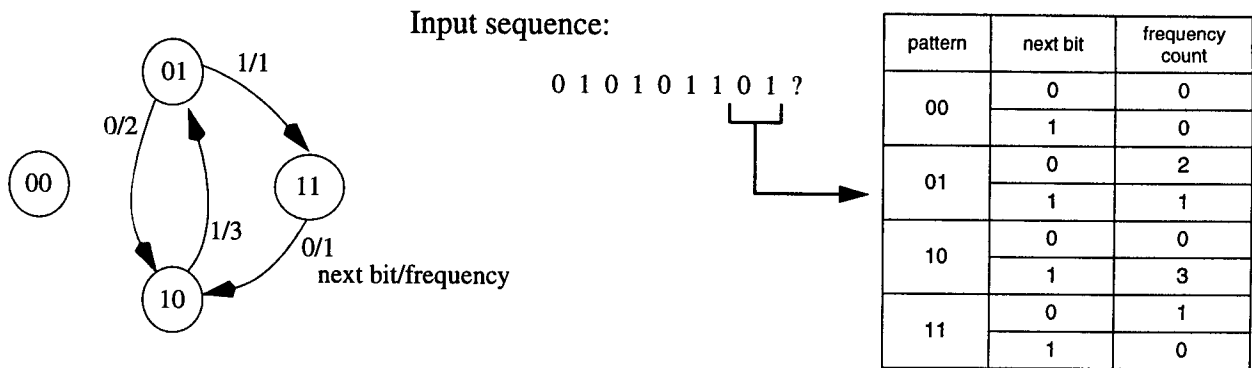 Input sequence:
0 1 0 1 0 1 1 0 1 ?
01
1/1
0/2
00
11
1/3
0/1
next bit/frequency
10
pattern next bit frequency count
00 0 0
1 0
01 0 2
1 1
10 0 0
1 3
11 0 1
1 0